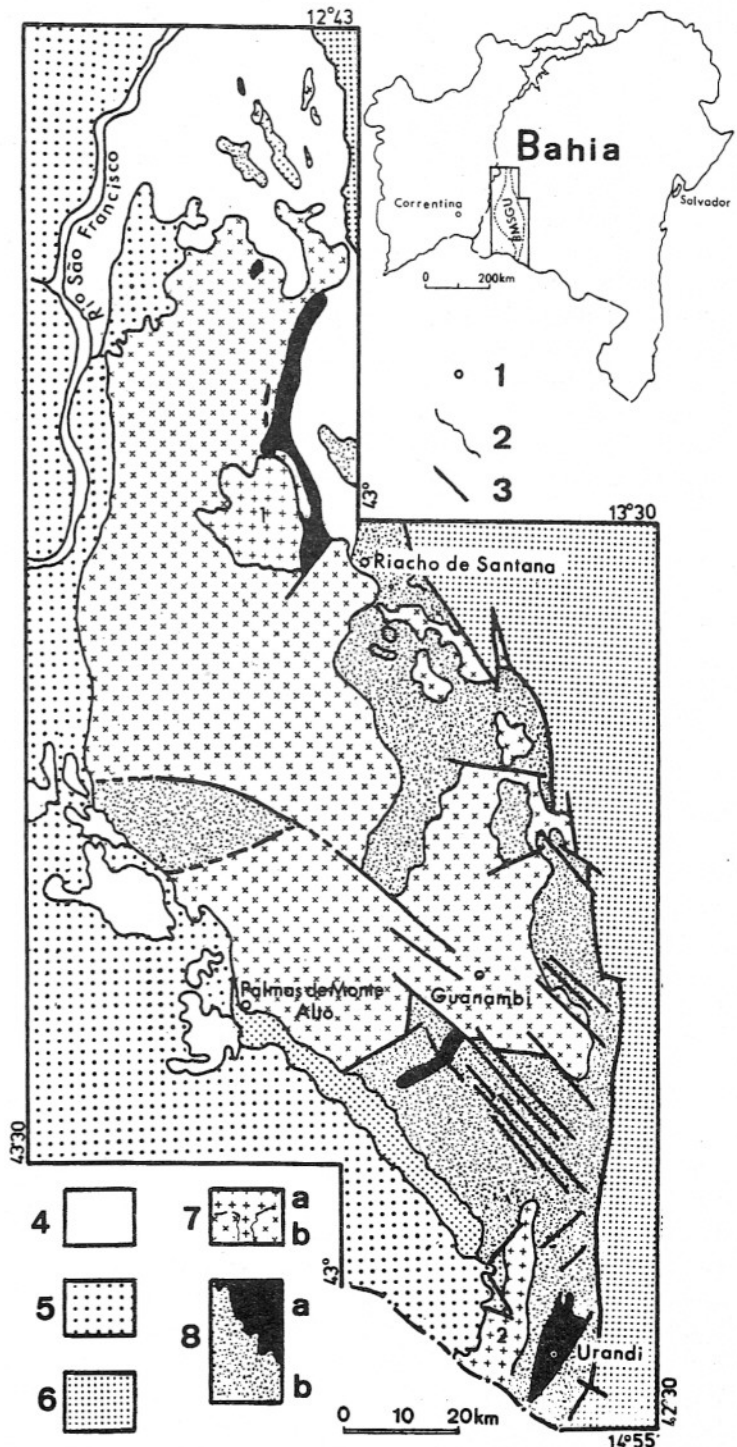 12°43
Bahia
Correntina
Salvador
BMSGU
0 200km
Rio São Francisco
1
2
3
43°
13°30
Riacho de Santana
1
Palmas de Monte
Alto
Guanambi
43°30
4
5
6
7
a
b
8
a
b
43°
2
Urandi
0 10 20km
42°30
14°55'